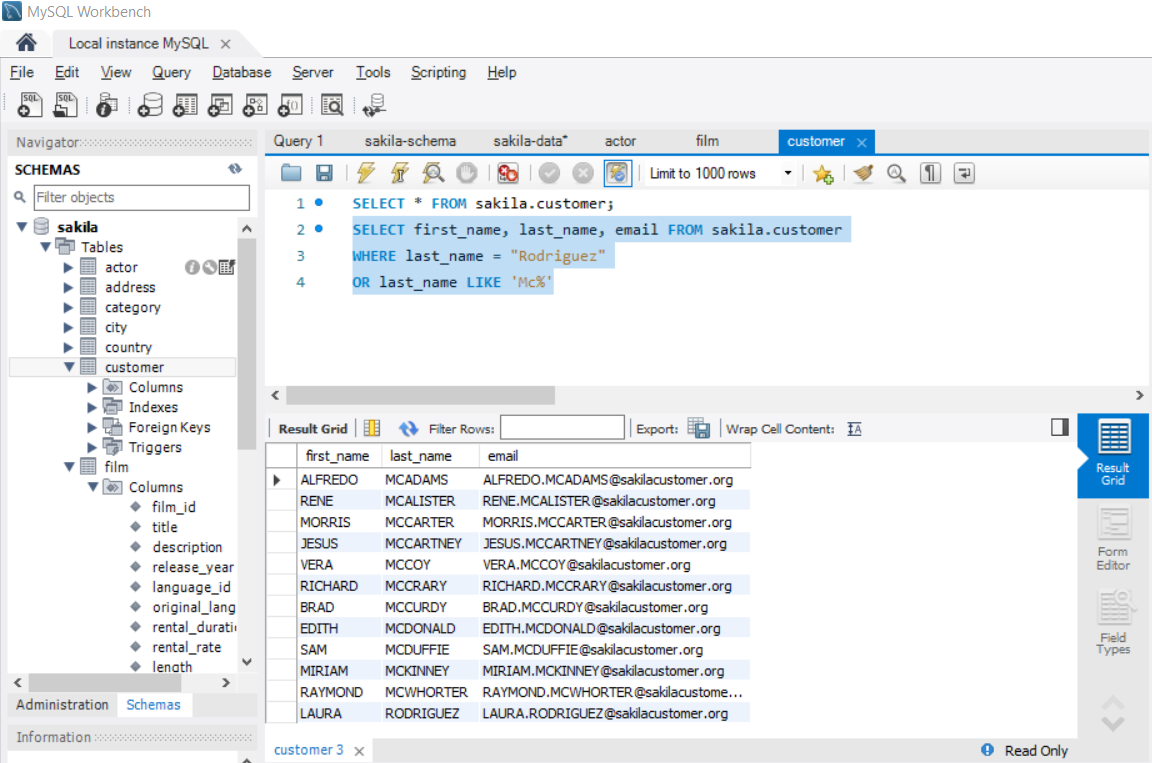 MySQL Workbench
Local instance MySQL
File Edit View Query Database Server Tools Scripting Help
SQL SQL
Navigator
SCHEMAS
Filter objects
sakila
Tables
actor
address
category
city
country
customer
Columns
Indexes
Foreign Keys
Triggers
film
Columns
film_id
title
description
release_year
language_id
original_lang
rental_durati
rental_rate
length
Administration Schemas
Information
Query 1 sakila-schema sakila-data* actor film customer
Limit to 1000 rows
1 SELECT * FROM sakila.customer;
2 SELECT first_name, last_name, email FROM sakila.customer
3 WHERE last_name = "Rodriguez"
4 OR last_name LIKE 'Mc%'
Result Grid Filter Rows: Export: Wrap Cell Content: IA
first_name last_name email
ALFREDO MCADAMS ALFREDO.MCADAMS@sakilacustomer.org
RENE MCALISTER RENE.MCALISTER@sakilacustomer.org
MORRIS MCCARTER MORRIS.MCCARTER@sakilacustomer.org
JESUS MCCARTNEY JESUS.MCCARTNEY@sakilacustomer.org
VERA MCCOY VERA.MCCOY@sakilacustomer.org
RICHARD MCCRARY RICHARD.MCCRARY@sakilacustomer.org
BRAD MCCURDY BRAD.MCCURDY@sakilacustomer.org
EDITH MCDONALD EDITH.MCDONALD@sakilacustomer.org
SAM MCDUFFIE SAM.MCDUFFIE@sakilacustomer.org
MIRIAM MCKINNEY MIRIAM.MCKINNEY@sakilacustomer.org
RAYMOND MCWHORTER RAYMOND.MCWHORTER@sakilacustome...
LAURA RODRIGUEZ LAURA.RODRIGUEZ@sakilacustomer.org
Result
Grid
Form
Editor
Field
Types
customer 3
Read Only